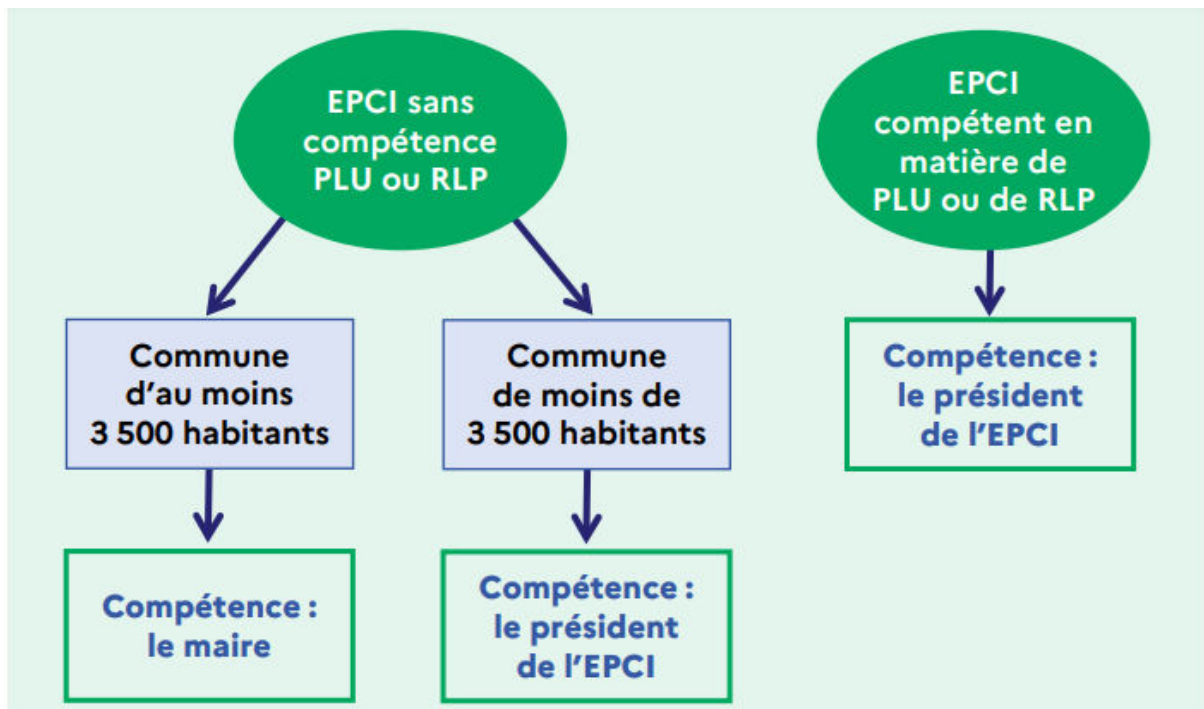 EPCI sans
compétence
PLU ou RLP
EPCI
compétent en
matière de
PLU ou de RLP
Commune
d’au moins
3 500 habitants
Commune
de moins de
3 500 habitants
Compétence :
le président
de l’EPCI
Compétence :
le maire
Compétence :
le président
de l’EPCI